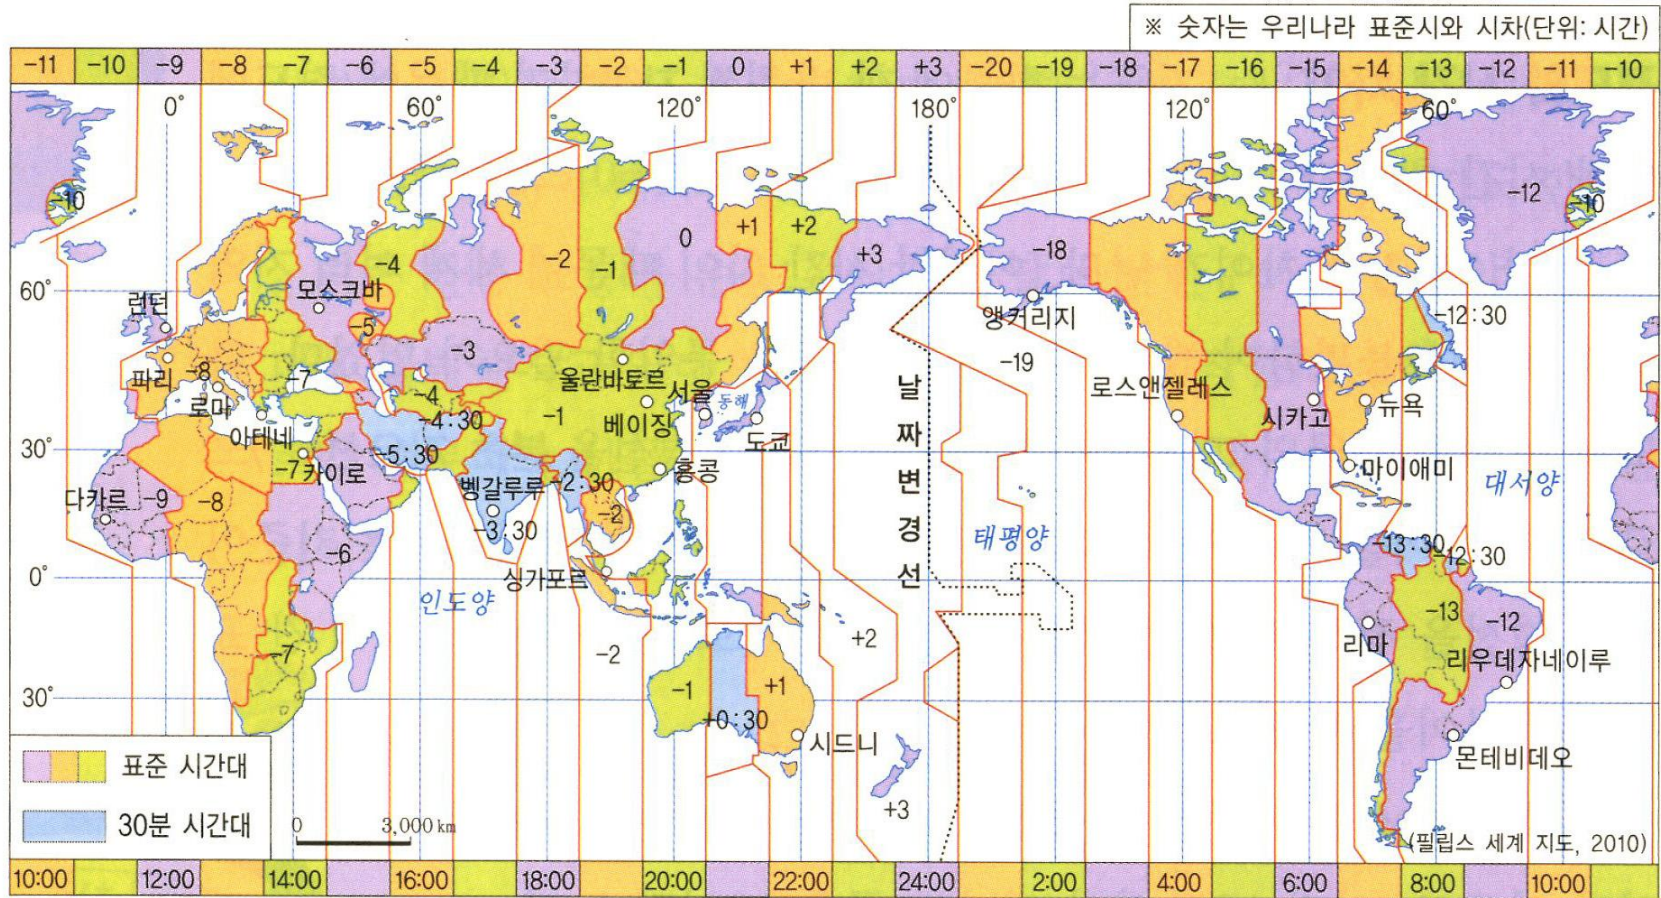 ※ 숫자는 우리나라 표준시와 시차(단위: 시간)
-11 -10 -9 -8 -7 -6 -5 -4 -3 -2 -1 0 +1 +2 +3 -20 -19 -18 -17 -16 -15 -14 -13 -12 -11 -10
0° 60° 120° 180° 120° 60°
-10 -12 -10
-4 -2 -1 0 +1 +2 +3 -18
60°
런던 모스크바 -5 앵커리지 -12:30
-3 -19
파리 -8 -7 울란바토르 서울 로스앤젤레스
로마 -4 -1 베이징 동해 시카고 뉴욕
아테네 -4:30 도쿄
30°
-5:30
-7 카이로 벵갈루루 -2:30 홍콩 마이애미
다카르 -9 -8 -2 대서양
-3:30
-6 태평양 -13:30 -12:30
날짜변경선
0°
싱가포르
인도양 -13 -12
-7 -2 +2 리마 리우데자네이루
30°
-1 +0:30 +1
시드니
몬테비데오
+3
표준 시간대
30분 시간대
0 3,000km
(필립스 세계 지도, 2010)
10:00 12:00 14:00 16:00 18:00 20:00 22:00 24:00 2:00 4:00 6:00 8:00 10:00